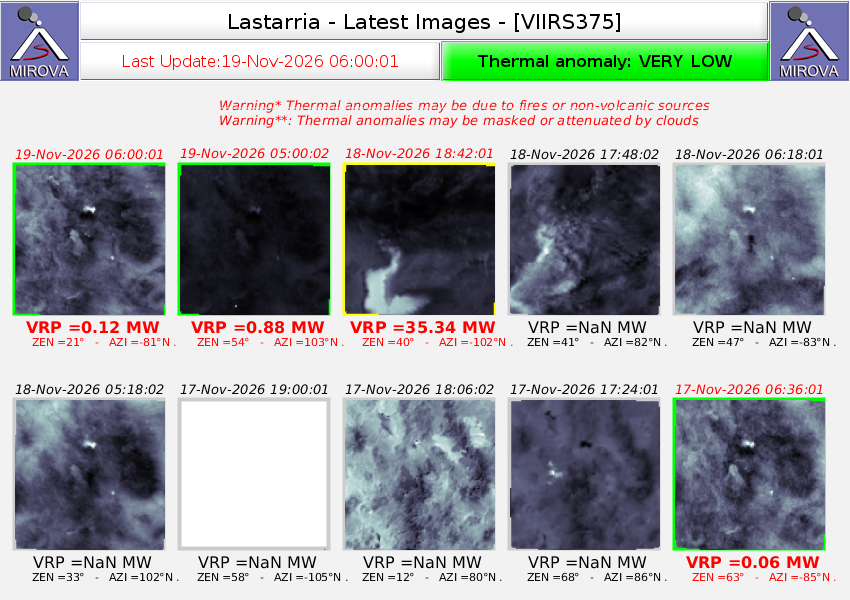 Lastarria - Latest Images - [VIIRS375]
MIROVA
Last Update:19-Nov-2026 06:00:01
Thermal anomaly: VERY LOW
MIROVA
Warning* Thermal anomalies may be due to fires or non-volcanic sources
Warning**: Thermal anomalies may be masked or attenuated by clouds
19-Nov-2026 06:00:01
19-Nov-2026 05:00:02
18-Nov-2026 18:42:01
18-Nov-2026 17:48:02
18-Nov-2026 06:18:01
VRP =0.12 MW
VRP =0.88 MW
VRP =35.34 MW
VRP =NaN MW
VRP =NaN MW
ZEN =21° - AZI =-81°N .
ZEN =54° - AZI =103°N .
ZEN =40° - AZI =-102°N .
ZEN =41° - AZI =82°N .
ZEN =47° - AZI =-83°N .
18-Nov-2026 05:18:02
17-Nov-2026 19:00:01
17-Nov-2026 18:06:02
17-Nov-2026 17:24:01
17-Nov-2026 06:36:01
VRP =NaN MW
VRP =NaN MW
VRP =NaN MW
VRP =NaN MW
VRP =0.06 MW
ZEN =33° - AZI =102°N .
ZEN =58° - AZI =-105°N .
ZEN =12° - AZI =80°N .
ZEN =68° - AZI =86°N .
ZEN =63° - AZI =-85°N .